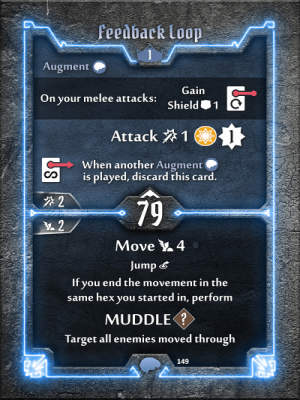 Feedback Loop
1
Augment
On your melee attacks: Gain
Shield 1
Attack 1 1
S
When another Augment
is played, discard this card.
2
79
2
Move 4
Jump
If you end the movement in the
same hex you started in, perform
MUDDLE ?
Target all enemies moved through
149